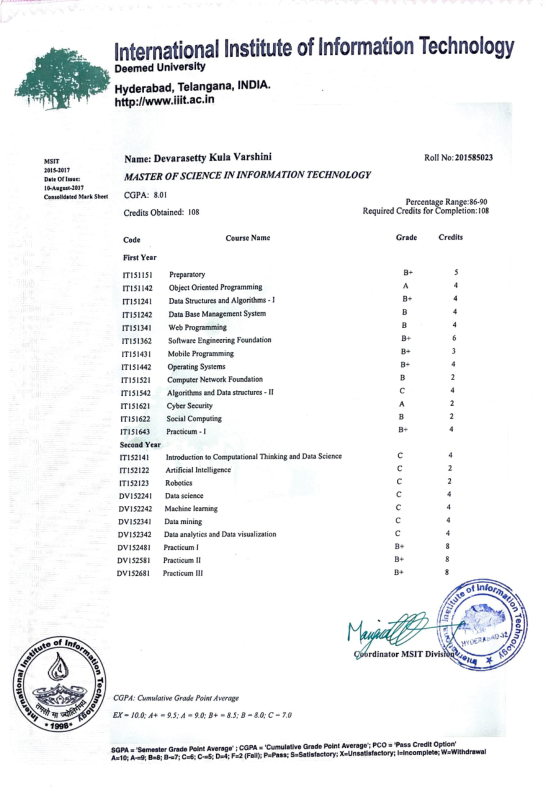 International Institute of Information Technology
Deemed University
Hyderabad, Telangana, INDIA.
http://www.iiit.ac.in
MSIT
2015-2017
Date Of Issue:
10-August-2017
Consolidated Mark Sheet
Name: Devarasetty Kula Varshini
Roll No: 201585023
MASTER OF SCIENCE IN INFORMATION TECHNOLOGY
CGPA: 8.01
Percentage Range:86-90
Credits Obtained: 108
Required Credits for Completion:108
Code Course Name Grade Credits
First Year
IT151151 Preparatory B+ 5
IT151142 Object Oriented Programming A 4
IT151241 Data Structures and Algorithms - I B+ 4
IT151242 Data Base Management System B 4
IT151341 Web Programming B 4
IT151362 Software Engineering Foundation B+ 6
IT151431 Mobile Programming B+ 3
IT151442 Operating Systems B+ 4
IT151521 Computer Network Foundation B 2
IT151542 Algorithms and Data structures - II C 4
IT151621 Cyber Security A 2
IT151622 Social Computing B 2
IT151643 Practicum - I B+ 4
Second Year
IT152141 Introduction to Computational Thinking and Data Science C 4
IT152122 Artificial Intelligence C 2
IT152123 Robotics C 2
DV152241 Data science C 4
DV152242 Machine learning C 4
DV152341 Data mining C 4
DV152342 Data analytics and Data visualization C 4
DV152481 Practicum I B+ 8
DV152581 Practicum II B+ 8
DV152681 Practicum III B+ 8
Institute of Information Technology
HYDERABAD-32
Coordinator MSIT Division
International Institute of Information Technology
तमसो मा ज्योतिर्गमय
* 1998 *
CGPA: Cumulative Grade Point Average
EX = 10.0; A+ = 9.5; A = 9.0; B+ = 8.5; B = 8.0; C = 7.0
SGPA = 'Semester Grade Point Average' ; CGPA = 'Cumulative Grade Point Average'; PCO = 'Pass Credit Option'
A=10; A-=9; B=8; B-=7; C=6; C-=5; D=4; F=2 (Fail); P=Pass; S=Satisfactory; X=Unsatisfactory; I=Incomplete; W=Withdrawal